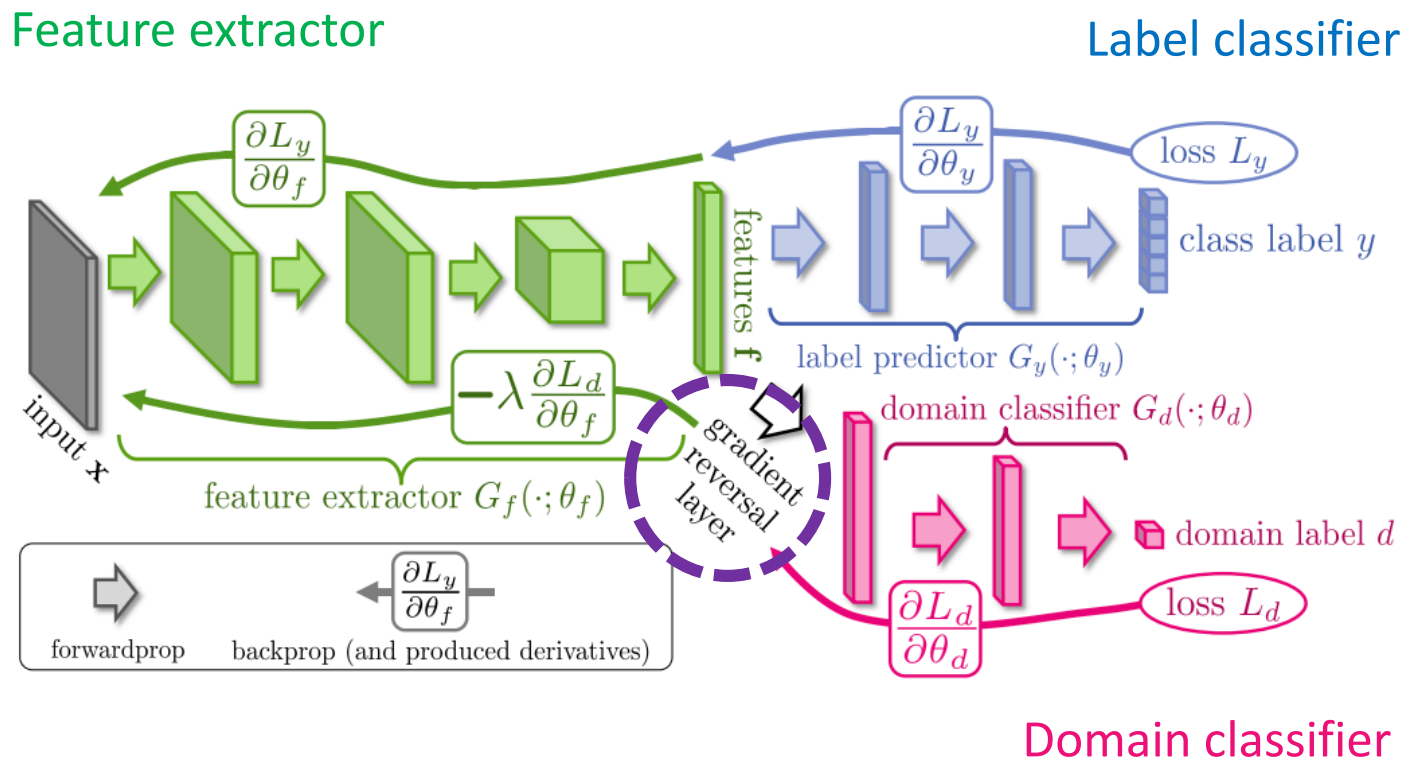 Feature extractor
Label classifier
∂L_y
∂θ_f
∂L_y
∂θ_y
loss L_y
features f
class label y
label predictor G_y(·;θ_y)
input x
−λ ∂L_d
∂θ_f
feature extractor G_f(·;θ_f)
gradient
reversal
layer
domain classifier G_d(·;θ_d)
domain label d
∂L_d
∂θ_d
loss L_d
forwardprop
∂L_y
∂θ_f
backprop (and produced derivatives)
Domain classifier